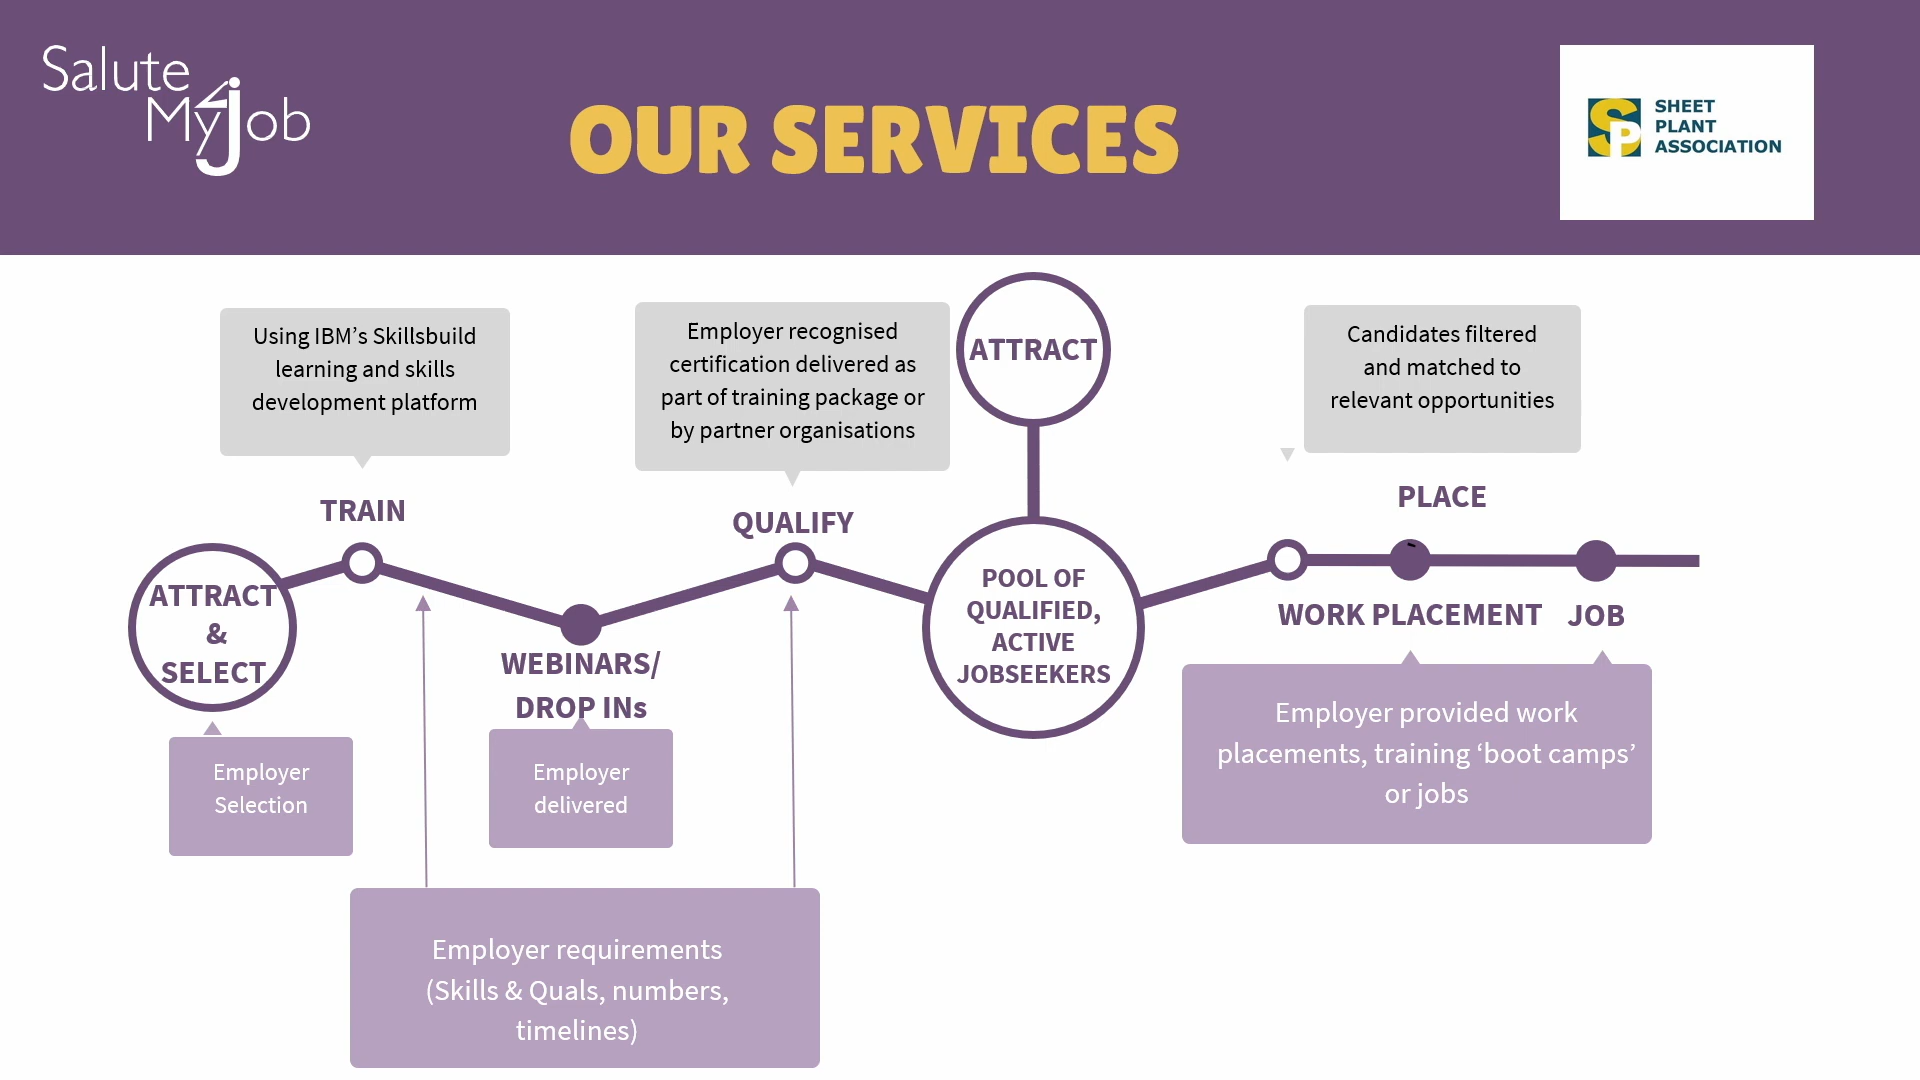 Salute
My Job
OUR SERVICES
SP
SHEET
PLANT
ASSOCIATION
Using IBM’s Skillsbuild
learning and skills
development platform
Employer recognised
certification delivered as
part of training package or
by partner organisations
ATTRACT
Candidates filtered
and matched to
relevant opportunities
TRAIN
QUALIFY
PLACE
ATTRACT
&
SELECT
WEBINARS/
DROP INs
POOL OF
QUALIFIED,
ACTIVE
JOBSEEKERS
WORK PLACEMENT
JOB
Employer
Selection
Employer
delivered
Employer provided work
placements, training ‘boot camps’
or jobs
Employer requirements
(Skills & Quals, numbers,
timelines)